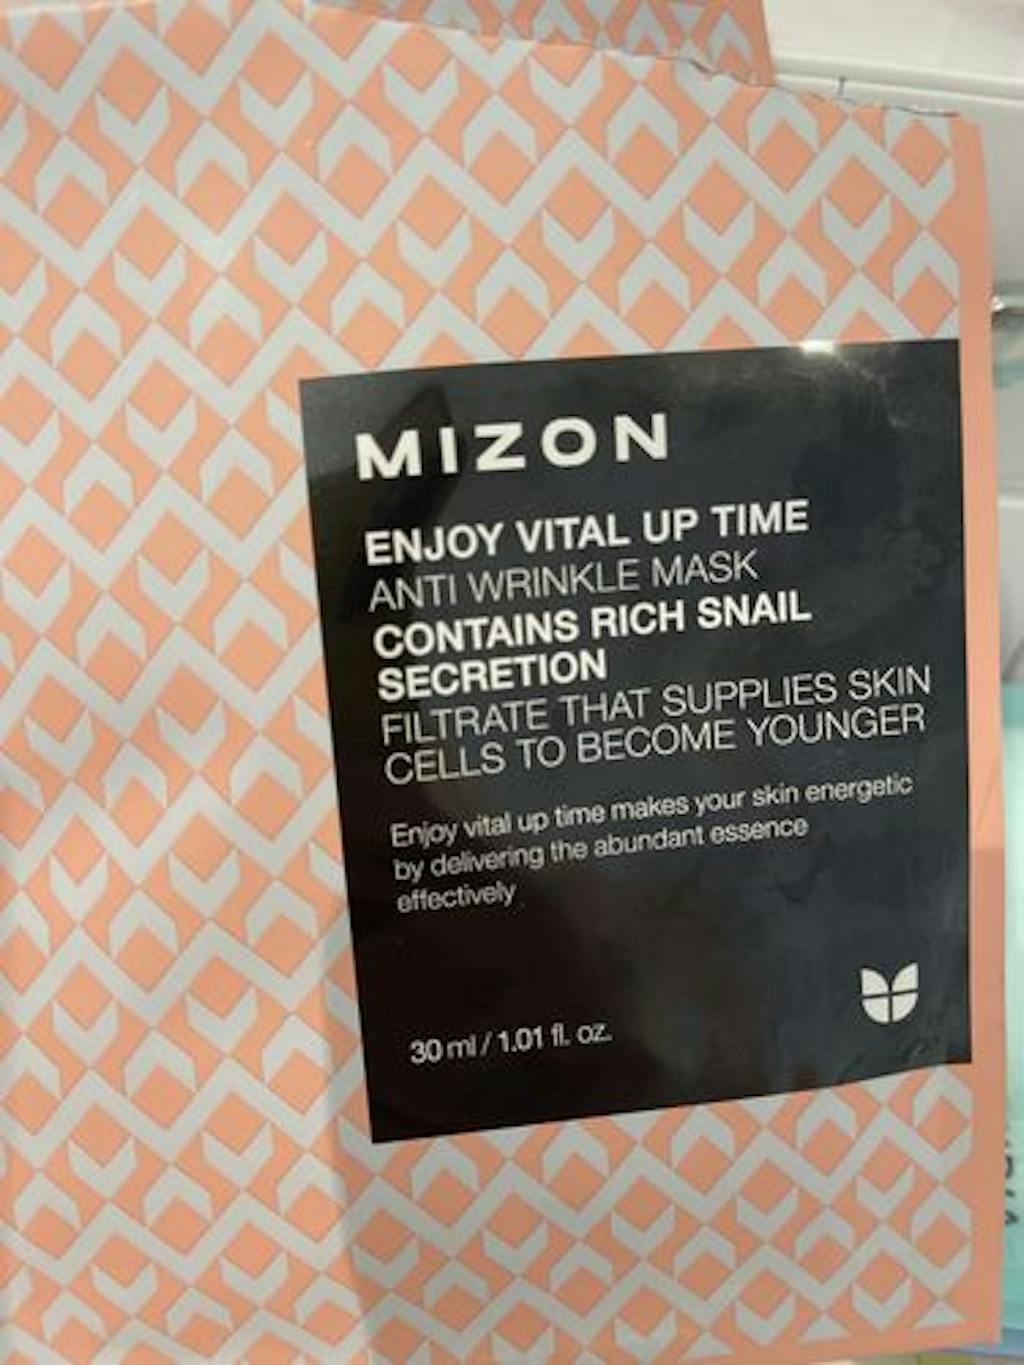 MIZON
ENJOY VITAL UP TIME
ANTI WRINKLE MASK
CONTAINS RICH SNAIL
SECRETION
FILTRATE THAT SUPPLIES SKIN
CELLS TO BECOME YOUNGER
Enjoy vital up time makes your skin energetic
by delivering the abundant essence
effectively
30 ml / 1.01 fl. oz.